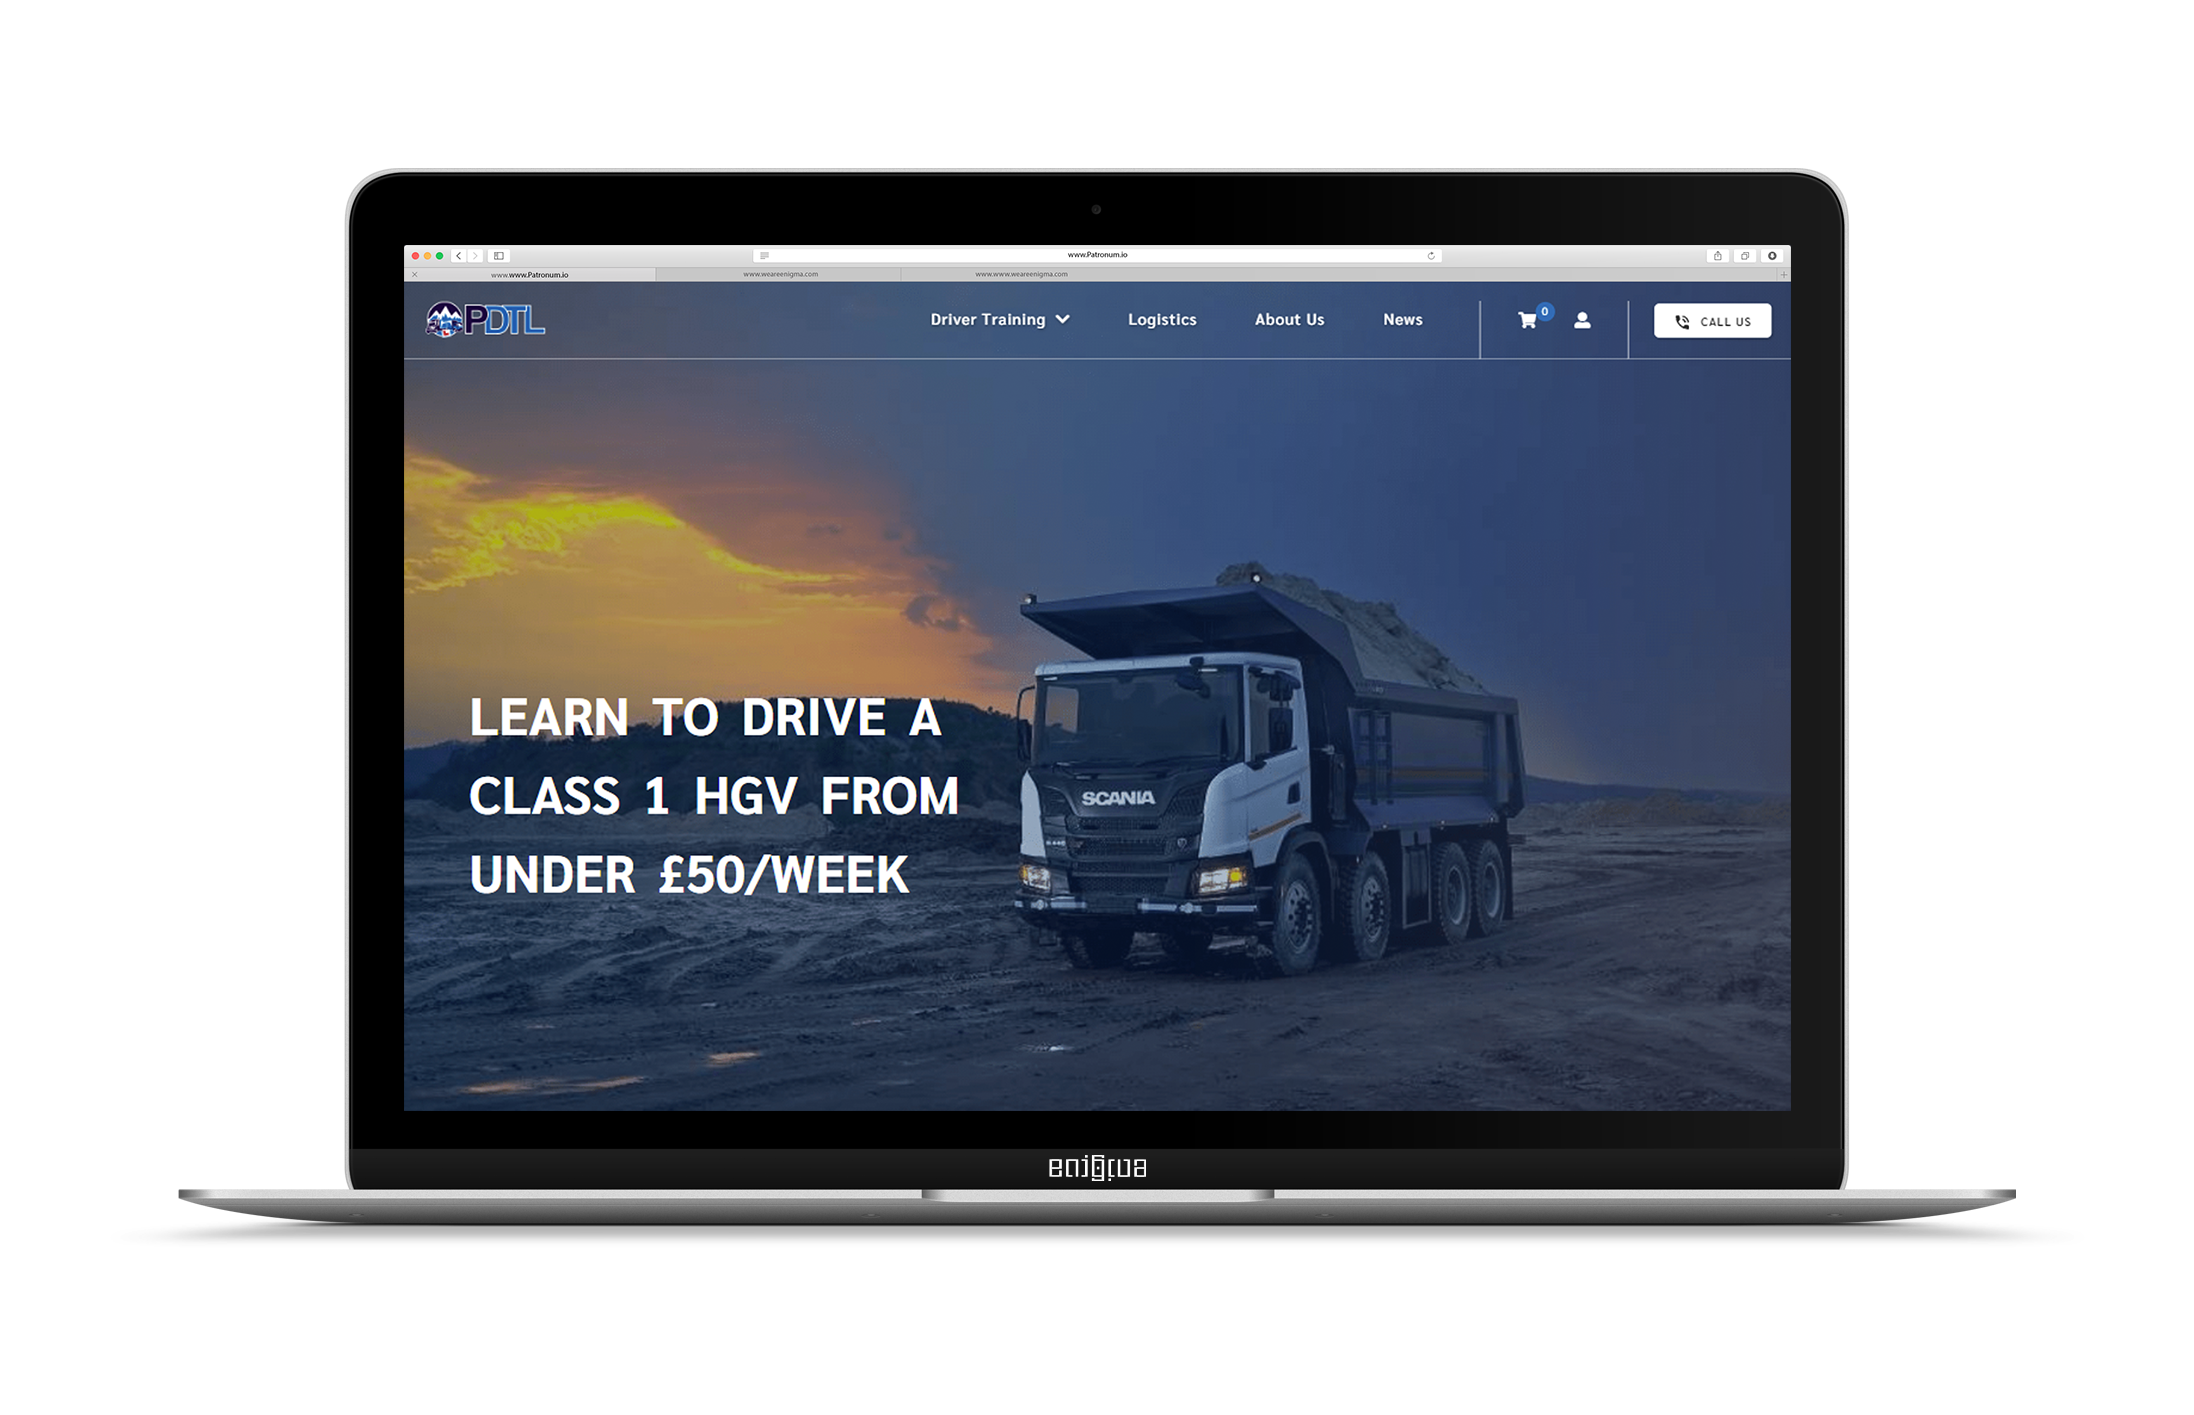 www.Patronum.io
www.www.Patronum.io
www.weareenigma.com
www.www.weareenigma.com
PDTL
Driver Training
Logistics
About Us
News
0
CALL US
LEARN TO DRIVE A
CLASS 1 HGV FROM
UNDER £50/WEEK
SCANIA
enigma